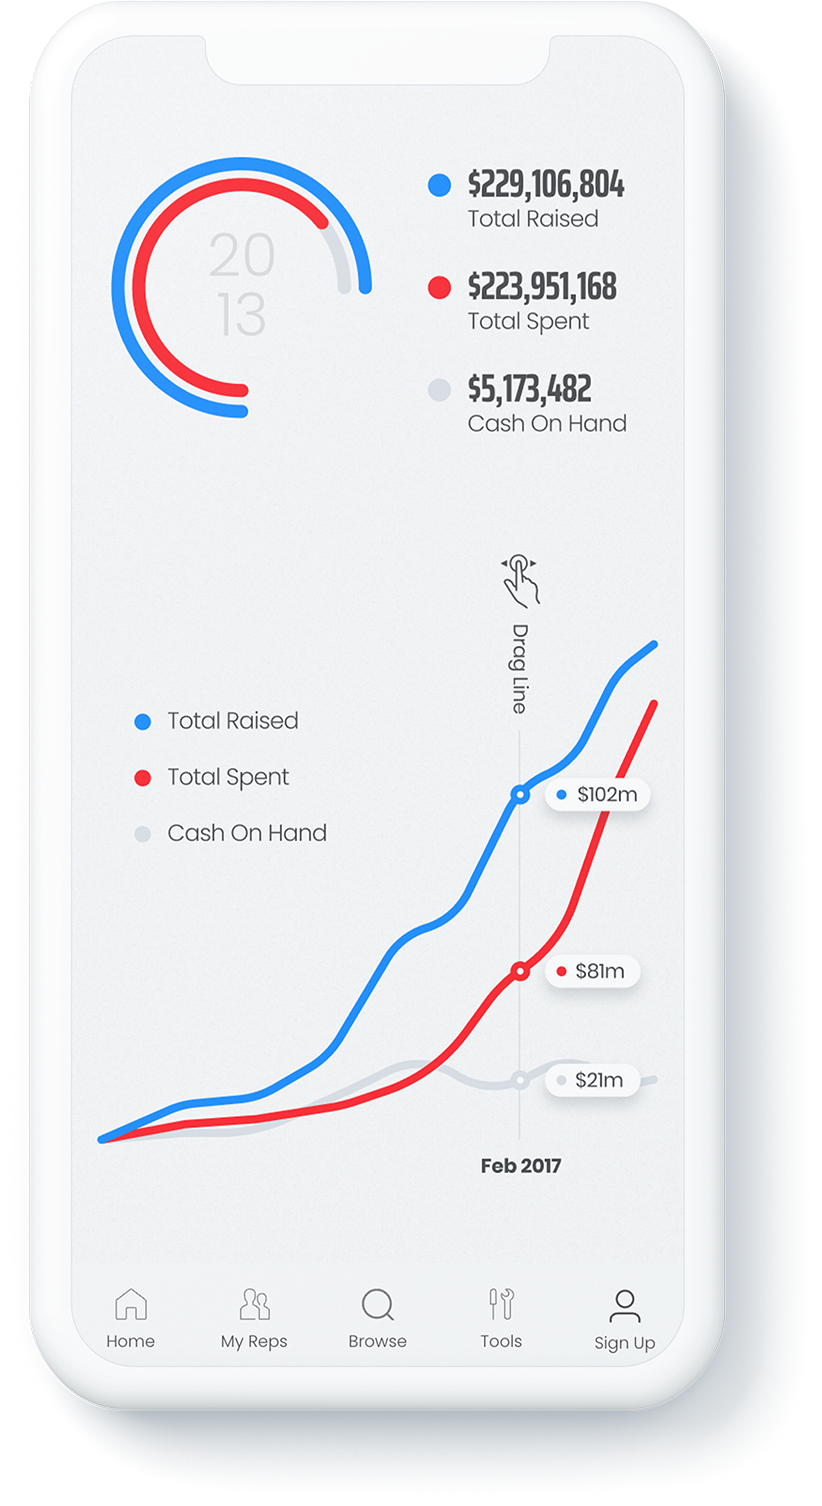 20
13
$229,106,804
Total Raised
$223,951,168
Total Spent
$5,173,482
Cash On Hand
Drag Line
Total Raised
Total Spent
Cash On Hand
$102m
$81m
$21m
Feb 2017
Home
My Reps
Browse
Tools
Sign Up